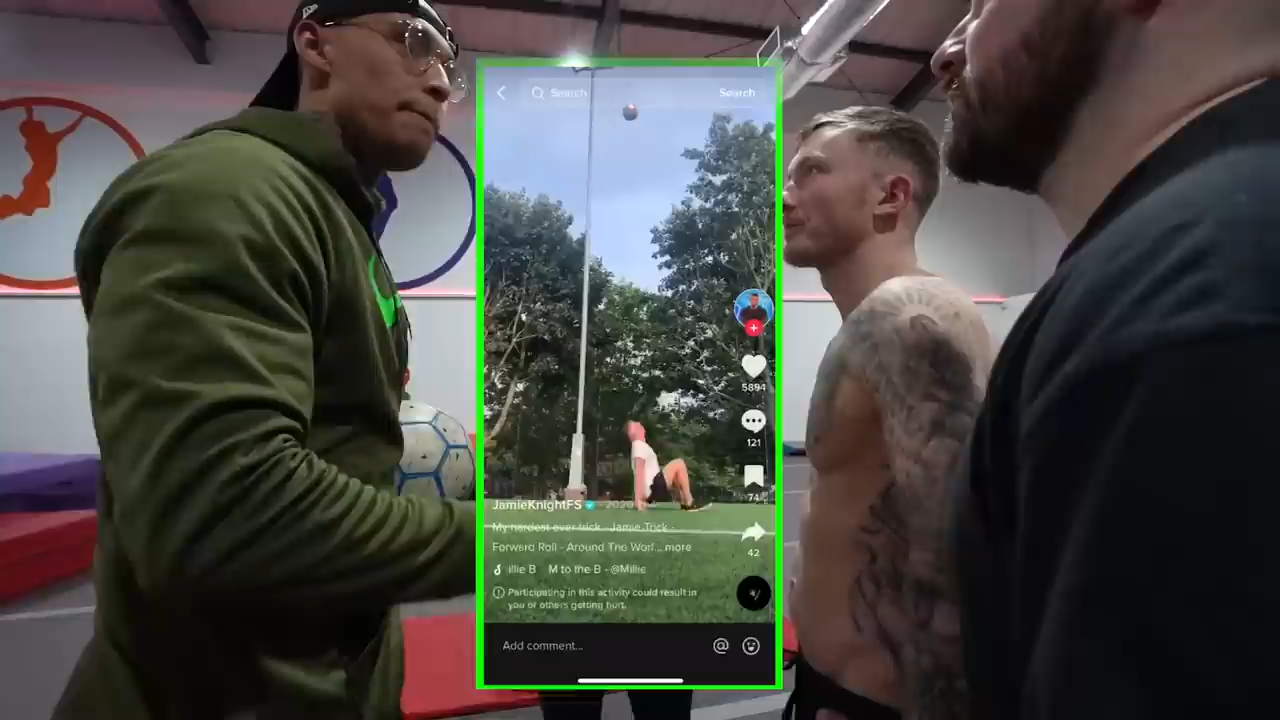 Search
Search
5894
121
74
42
JamieKnightFS
2020
My hardest ever trick - Jamie Trick -
Forward Roll - Around The Worl... more
illie B M to the B - @Millie
Participating in this activity could result in
you or others getting hurt.
Add comment...
@